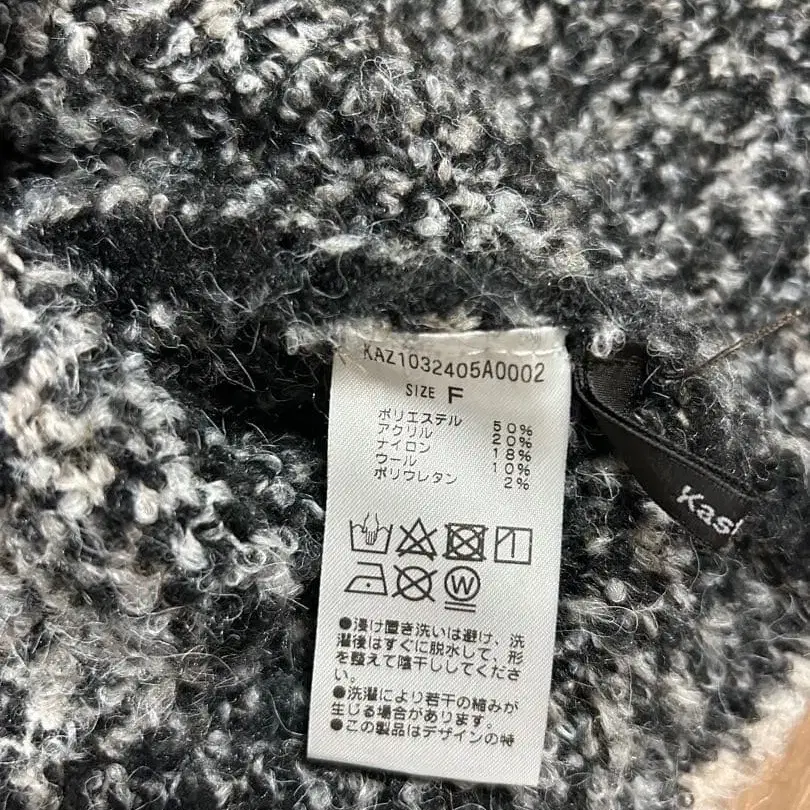 KAZ1032405A0002
SIZE F
ポリエステル 50%
アクリル 20%
ナイロン 18%
ウール 10%
ポリウレタン 2%
W
●浸け置き洗いは避け、洗
濯後はすぐに脱水して、形
を整えて陰干ししてくださ
い。
●洗濯により若干の縮みが
生じる場合があります。
●この製品はデザインの特